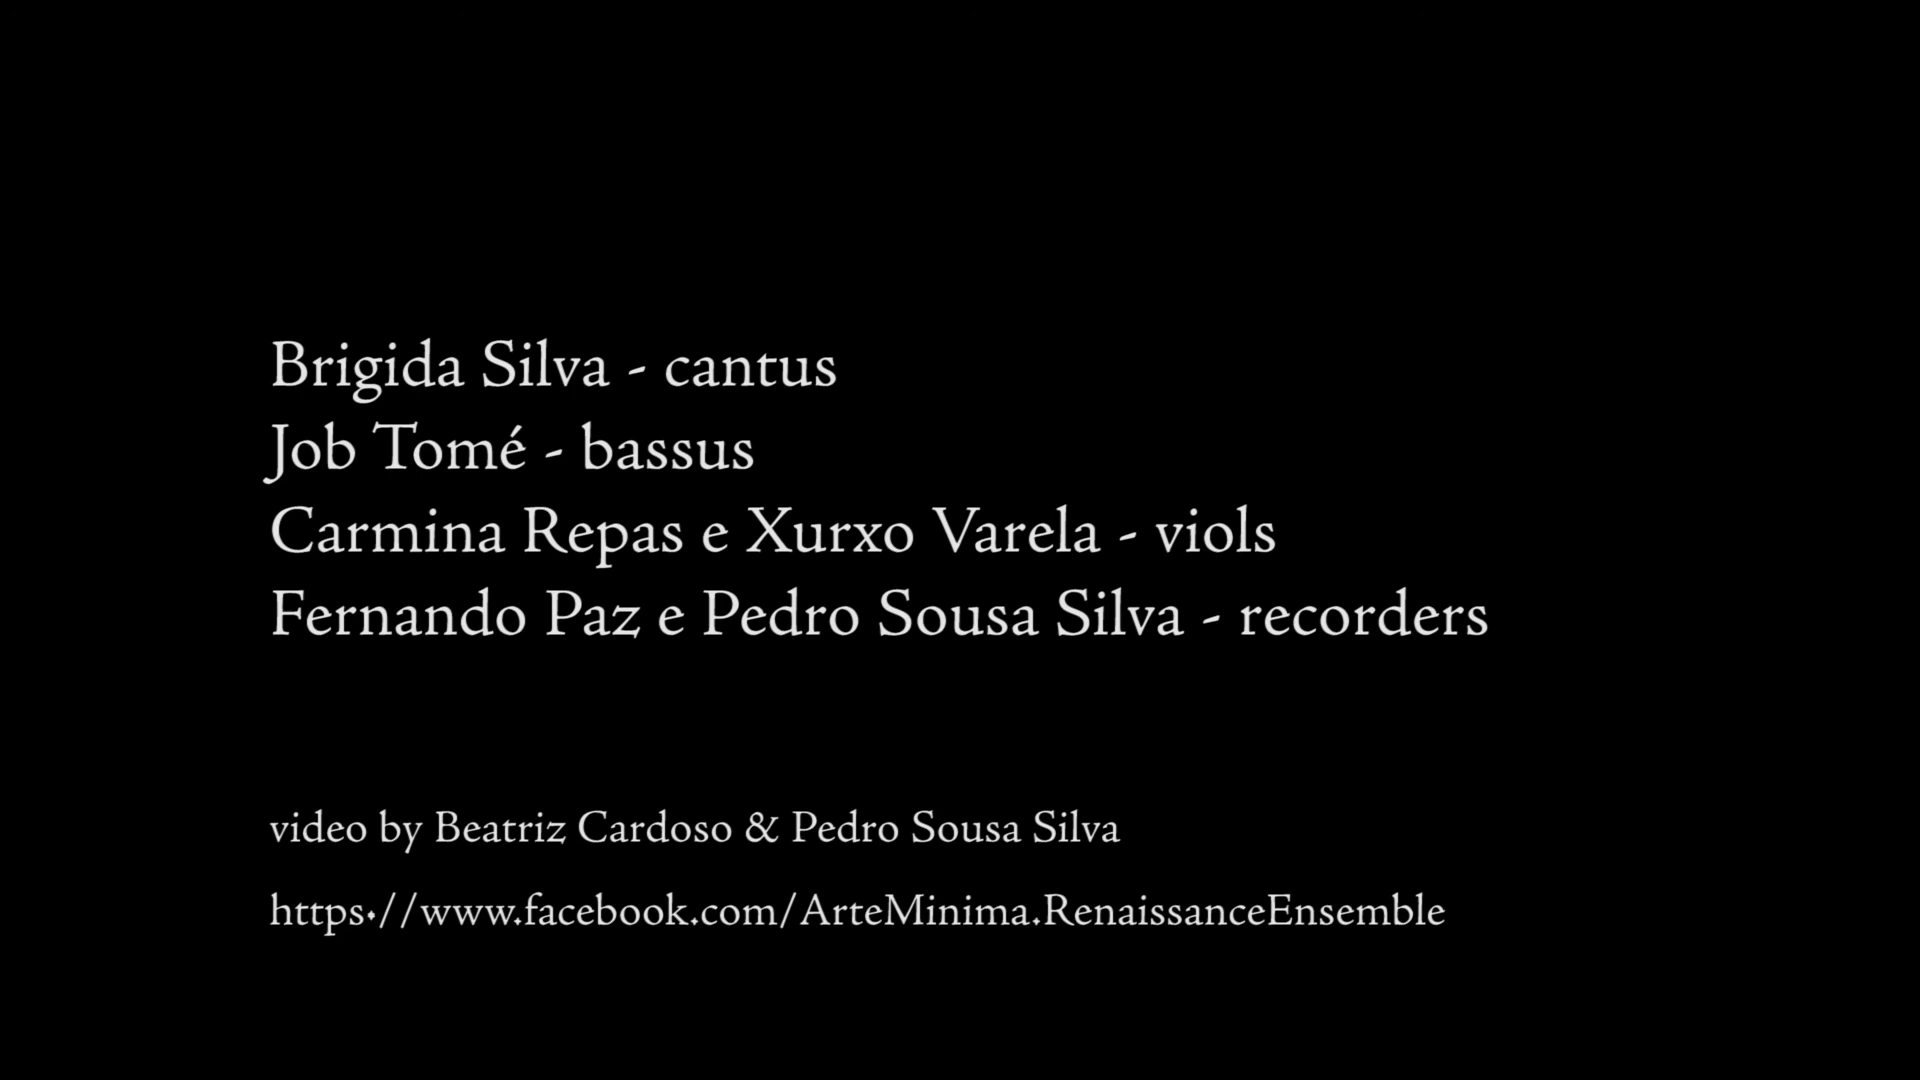 Brigida Silva - cantus
Job Tomé - bassus
Carmina Repas e Xurxo Varela - viols
Fernando Paz e Pedro Sousa Silva - recorders
video by Beatriz Cardoso & Pedro Sousa Silva
https://www.facebook.com/ArteMinima.RenaissanceEnsemble